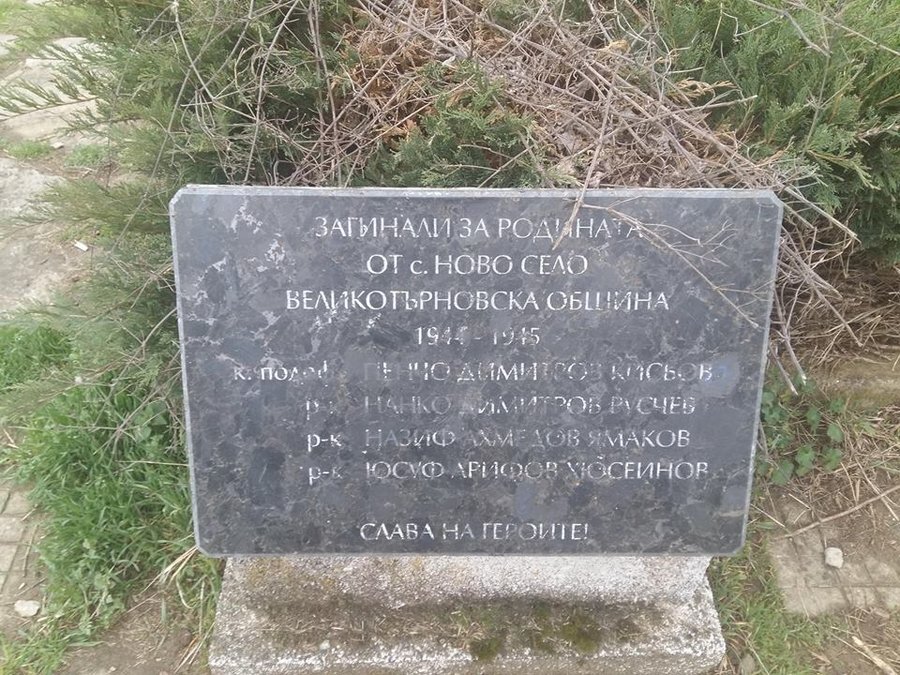 ЗАГИНАЛИ ЗА РОДИНАТА
ОТ с. НОВО СЕЛО
ВЕЛИКОТЪРНОВСКА ОБЩИНА
1944 - 1945
к. подоф. ПЕНЧО ДИМИТРОВ КИСЬОВ
р-к НАНКО ДИМИТРОВ РУСЧЕВ
р-к НАЗИФ АХМЕДОВ ЯМАКОВ
р-к ЮСУФ АРИФОВ ХЮСЕИНОВ
СЛАВА НА ГЕРОИТЕ!